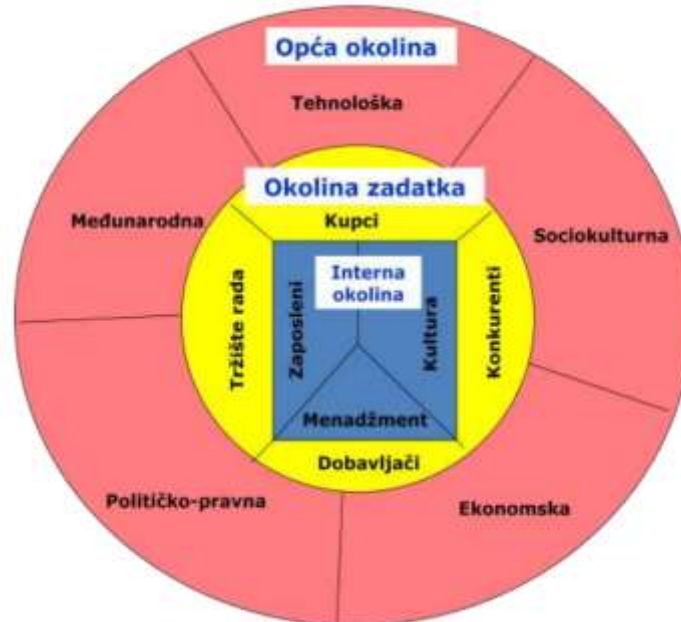 Opća okolina
Tehnološka
Okolina zadatka
Međunarodna
Kupci
Sociokulturna
Interna
okolina
Tržište rada
Zaposleni
Kultura
Konkurenti
Menadžment
Dobavljači
Političko-pravna
Ekonomska